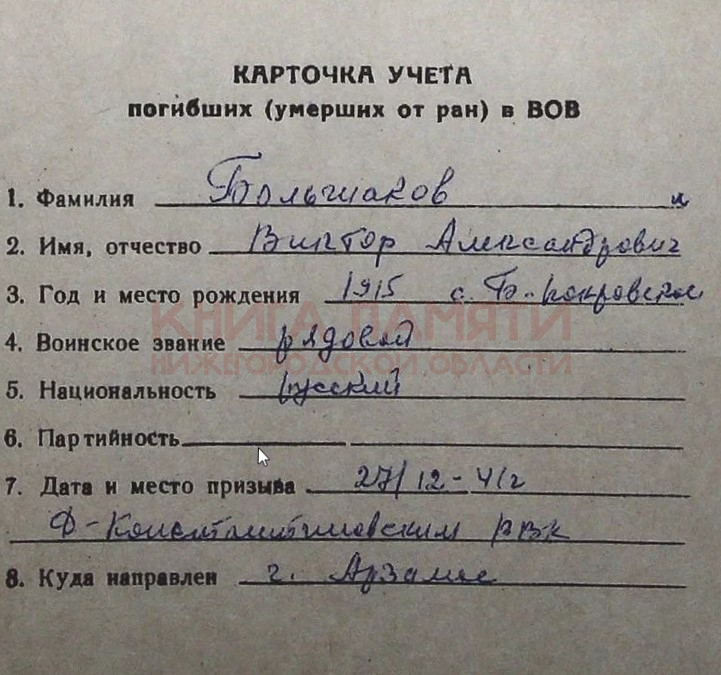 КАРТОЧКА УЧЕТА
погибших (умерших от ран) в ВОВ
1. Фамилия Большаков
2. Имя, отчество Виктор Александрович
3. Год и место рождения 1915 с. Б-покровское
КНИГА ПАМЯТИ
4. Воинское звание рядовой
НИЖЕГОРОДСКОЙ ОБЛАСТИ
5. Национальность русский
6. Партийность
7. Дата и место призыва 27/12-41г
Д-Константиновским РВК
8. Куда направлен г. Арзамас